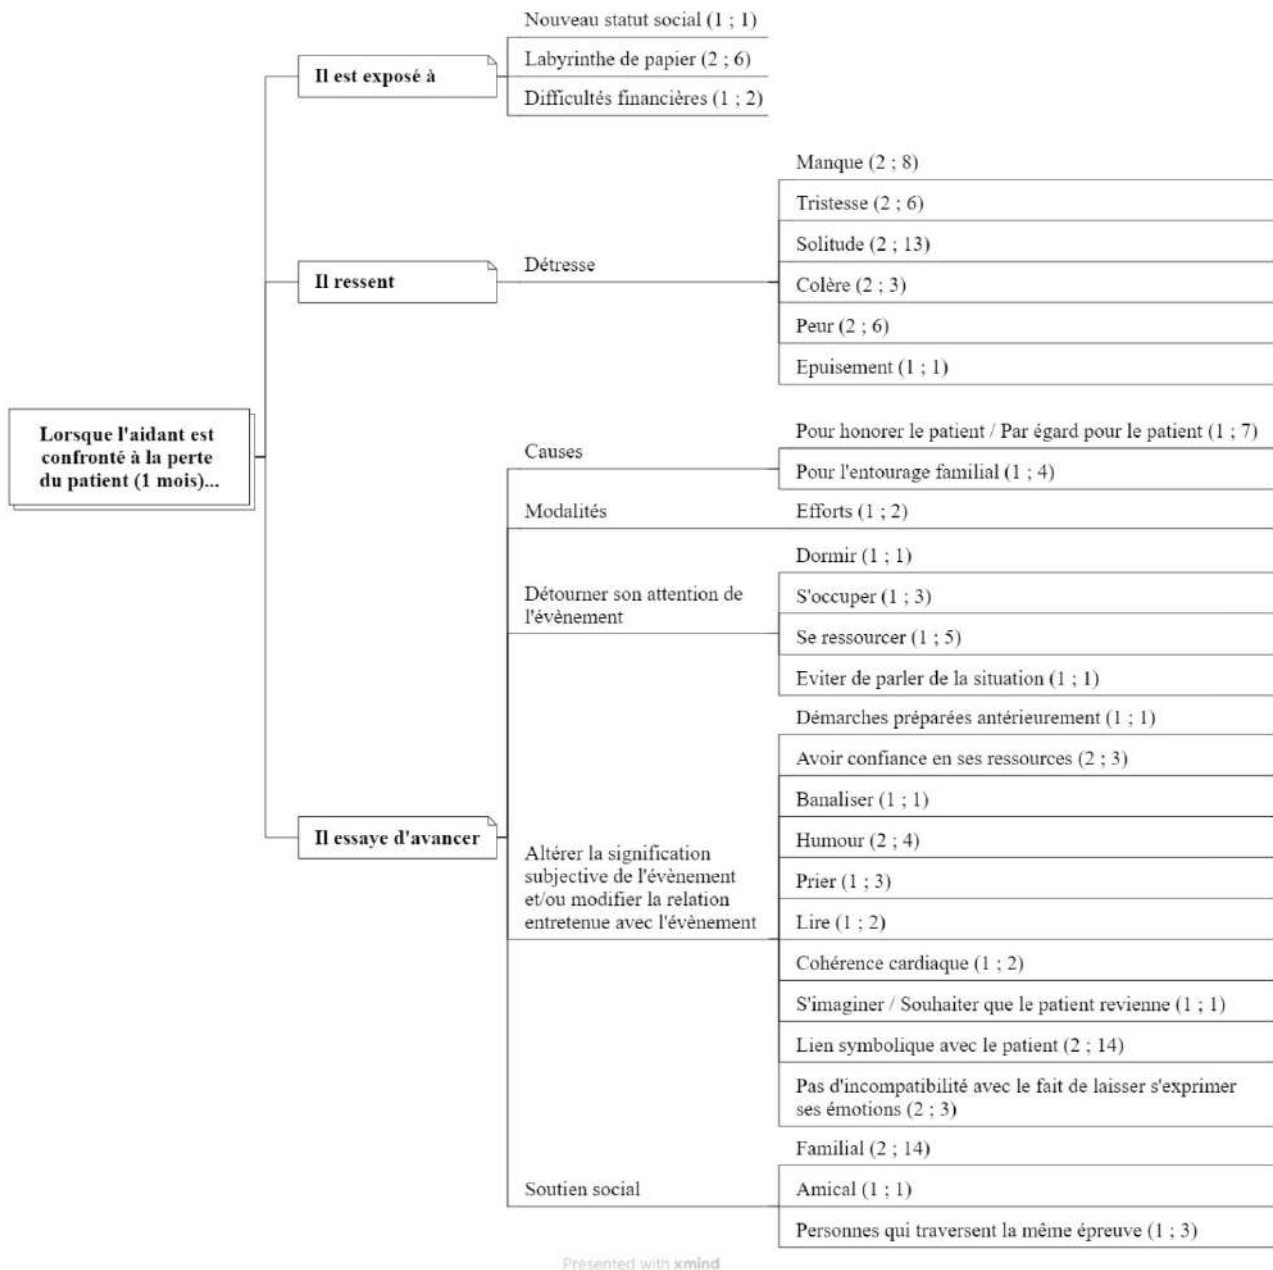 Nouveau statut social (1 ; 1)
Labyrinthe de papier (2 ; 6)
Difficultés financières (1 ; 2)
Il est exposé à
Manque (2 ; 8)
Tristesse (2 ; 6)
Solitude (2 ; 13)
Colère (2 ; 3)
Peur (2 ; 6)
Epuisement (1 ; 1)
Détresse
Il ressent
Lorsque l'aidant est
confronté à la perte
du patient (1 mois)...
Pour honorer le patient / Par égard pour le patient (1 ; 7)
Pour l'entourage familial (1 ; 4)
Causes
Modalités
Efforts (1 ; 2)
Dormir (1 ; 1)
S'occuper (1 ; 3)
Se ressourcer (1 ; 5)
Eviter de parler de la situation (1 ; 1)
Détourner son attention de
l'évènement
Démarches préparées antérieurement (1 ; 1)
Avoir confiance en ses ressources (2 ; 3)
Banaliser (1 ; 1)
Humour (2 ; 4)
Prier (1 ; 3)
Lire (1 ; 2)
Cohérence cardiaque (1 ; 2)
S'imaginer / Souhaiter que le patient revienne (1 ; 1)
Lien symbolique avec le patient (2 ; 14)
Pas d'incompatibilité avec le fait de laisser s'exprimer
ses émotions (2 ; 3)
Il essaye d'avancer
Altérer la signification
subjective de l'évènement
et/ou modifier la relation
entretenue avec l'évènement
Familial (2 ; 14)
Amical (1 ; 1)
Personnes qui traversent la même épreuve (1 ; 3)
Soutien social
Presented with xmind